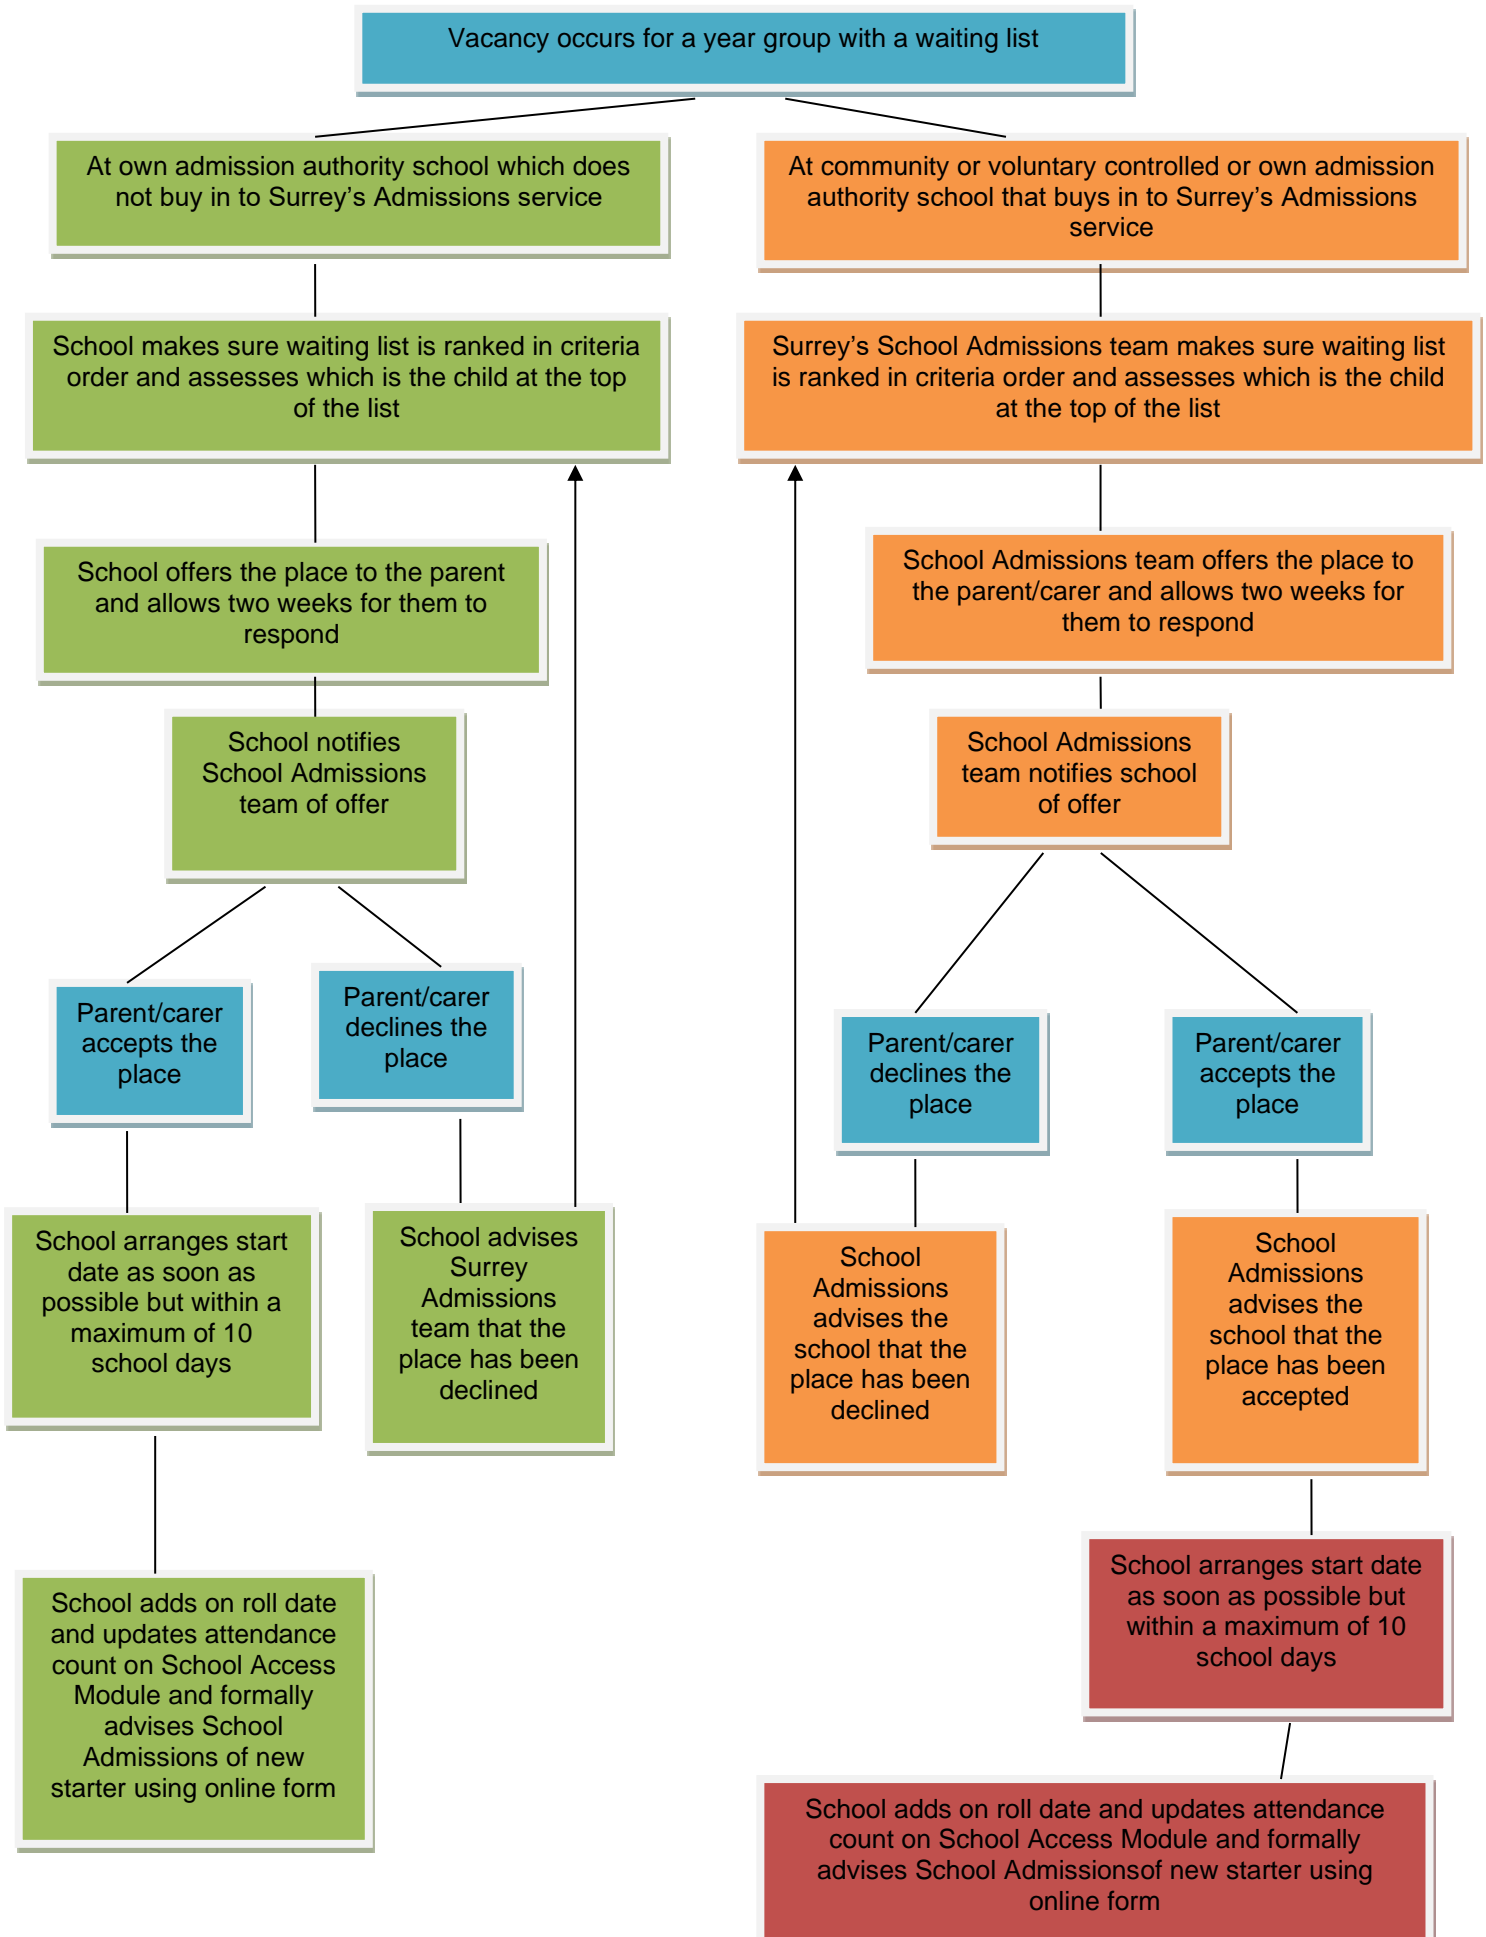 Vacancy occurs for a year group with a waiting list
At own admission authority school which does
not buy in to Surrey’s Admissions service
At community or voluntary controlled or own admission
authority school that buys in to Surrey’s Admissions
service
School makes sure waiting list is ranked in criteria
order and assesses which is the child at the top
of the list
Surrey’s School Admissions team makes sure waiting list
is ranked in criteria order and assesses which is the child
at the top of the list
School offers the place to the parent
and allows two weeks for them to
respond
School Admissions team offers the place to
the parent/carer and allows two weeks for
them to respond
School notifies
School Admissions
team of offer
School Admissions
team notifies school
of offer
Parent/carer
accepts the
place
Parent/carer
declines the
place
Parent/carer
declines the
place
Parent/carer
accepts the
place
School arranges start
date as soon as
possible but within a
maximum of 10
school days
School advises
Surrey
Admissions
team that the
place has been
declined
School
Admissions
advises the
school that the
place has been
declined
School
Admissions
advises the
school that the
place has been
accepted
School adds on roll date
and updates attendance
count on School Access
Module and formally
advises School
Admissions of new
starter using online form
School arranges start date
as soon as possible but
within a maximum of 10
school days
School adds on roll date and updates attendance
count on School Access Module and formally
advises School Admissionsof new starter using
online form